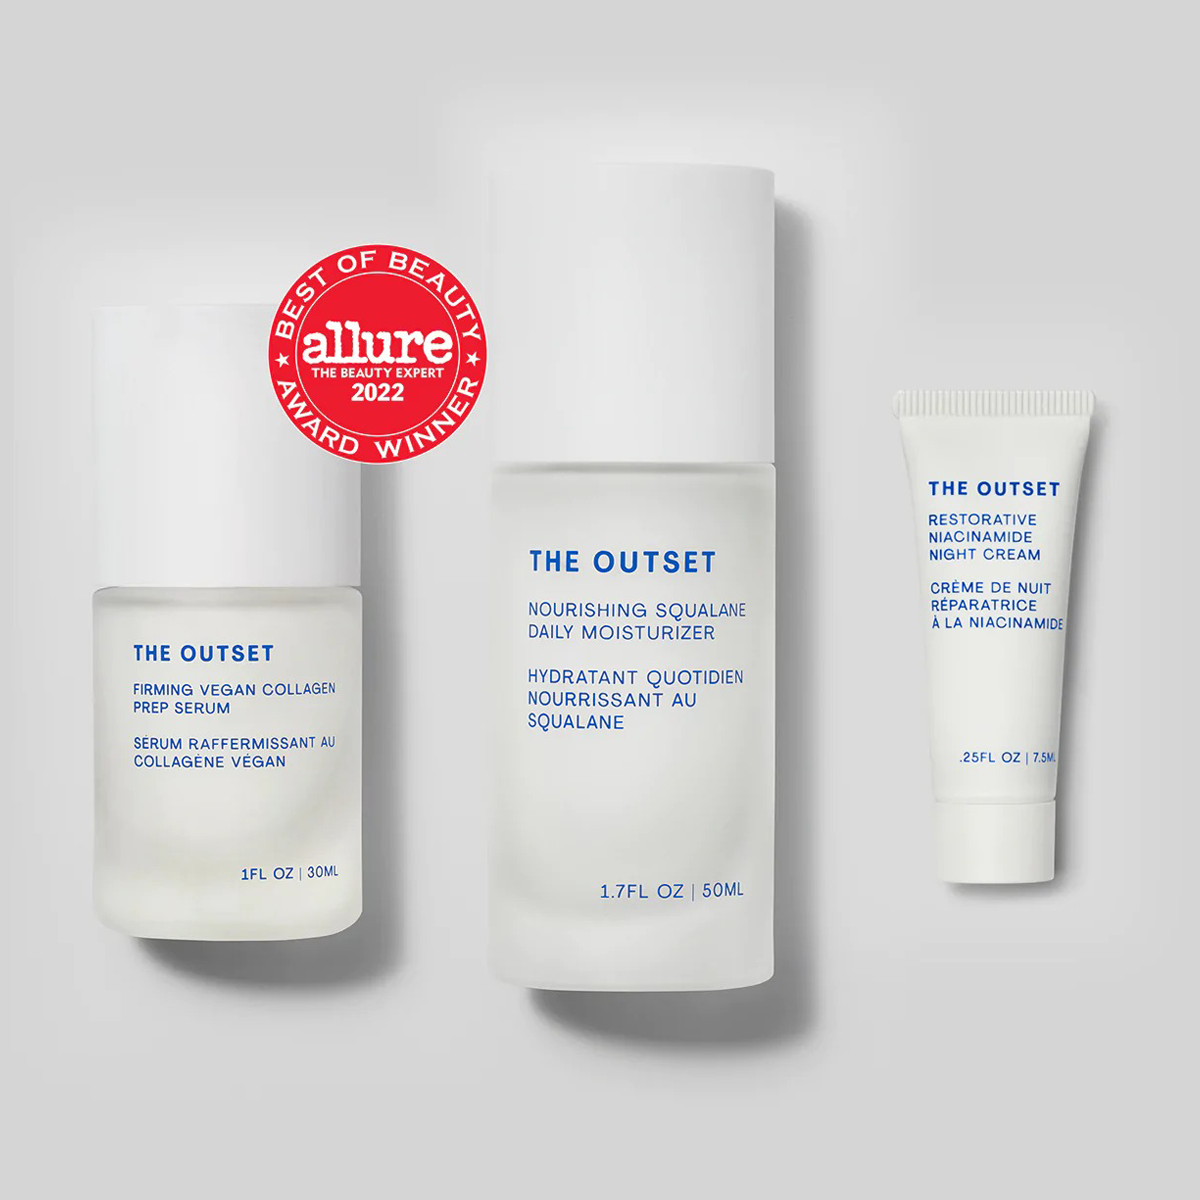 BEST OF BEAUTY
allure
THE BEAUTY EXPERT
2022
AWARD WINNER
THE OUTSET
FIRMING VEGAN COLLAGEN
PREP SERUM
SÉRUM RAFFERMISSANT AU
COLLAGÈNE VÉGAN
1FL OZ | 30ML
THE OUTSET
NOURISHING SQUALANE
DAILY MOISTURIZER
HYDRATANT QUOTIDIEN
NOURRISSANT AU
SQUALANE
1.7FL OZ | 50ML
THE OUTSET
RESTORATIVE
NIACINAMIDE
NIGHT CREAM
CRÈME DE NUIT
RÉPARATRICE
À LA NIACINAMIDE
.25FL OZ | 7.5ML